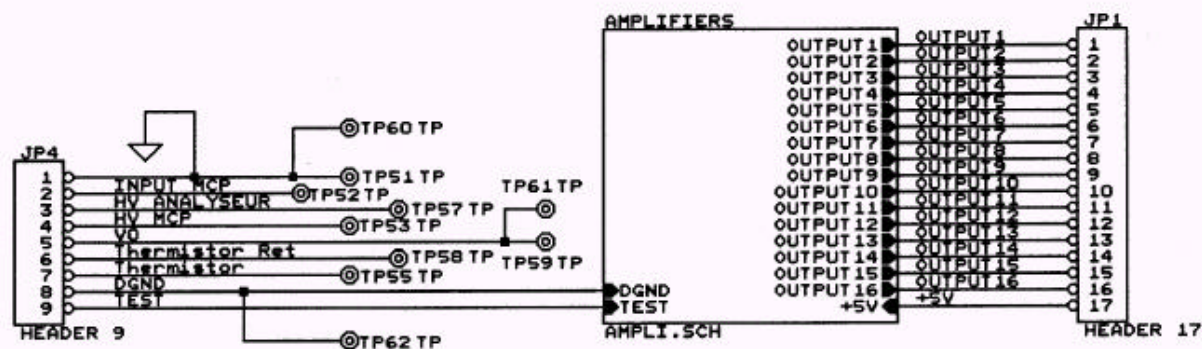 AMPLIFIERS
JP1
OUTPUT1 OUTPUT1 1
OUTPUT2 OUTPUT2 2
OUTPUT3 OUTPUT3 3
OUTPUT4 OUTPUT4 4
OUTPUT5 OUTPUT5 5
OUTPUT6 OUTPUT6 6
OUTPUT7 OUTPUT7 7
OUTPUT8 OUTPUT8 8
OUTPUT9 OUTPUT9 9
OUTPUT10 OUTPUT10 10
OUTPUT11 OUTPUT11 11
OUTPUT12 OUTPUT12 12
OUTPUT13 OUTPUT13 13
OUTPUT14 OUTPUT14 14
OUTPUT15 OUTPUT15 15
OUTPUT16 OUTPUT16 16
+5V +5V 17
DGND
TEST
AMPLI.SCH
HEADER 17
TP60 TP
JP4
1 TP51 TP
INPUT MCP
2 TP52 TP
TP61 TP
HV ANALYSEUR
3 TP57 TP
HV MCP
4 TP53 TP
V0
5 TP59 TP
Thermistor Ret
6 TP58 TP
Thermistor
7 TP55 TP
DGND
8
TEST
9
HEADER 9
TP62 TP